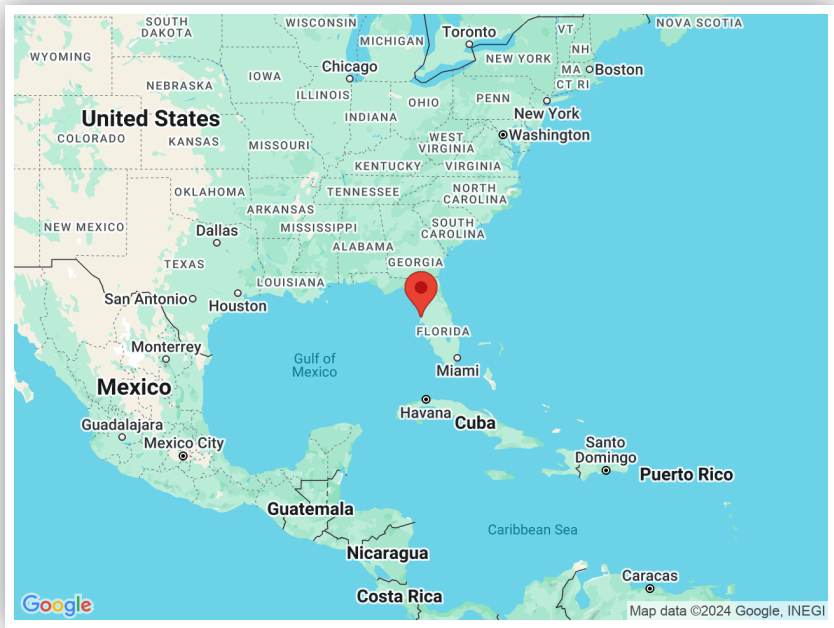 SOUTH
DAKOTA
WISCONSIN
MICHIGAN
Toronto
VT
NOVA SCOTIA
WYOMING
Chicago
NEW YORK
NH
IOWA
MA
Boston
NEBRASKA
ILLINOIS
OHIO
PENN
CT RI
INDIANA
New York
United States
COLORADO
KANSAS
MISSOURI
WEST
VIRGINIA
Washington
KENTUCKY
VIRGINIA
OKLAHOMA
TENNESSEE
NORTH
CAROLINA
ARKANSAS
NEW MEXICO
Dallas
MISSISSIPPI
SOUTH
CAROLINA
ALABAMA
TEXAS
GEORGIA
LOUISIANA
San Antonio
Houston
FLORIDA
Monterrey
Gulf of
Mexico
Miami
Mexico
Havana
Cuba
Guadalajara
Mexico City
Santo
Domingo
Puerto Rico
Guatemala
Caribbean Sea
Nicaragua
Caracas
Costa Rica
Google
Map data ©2024 Google, INEGI